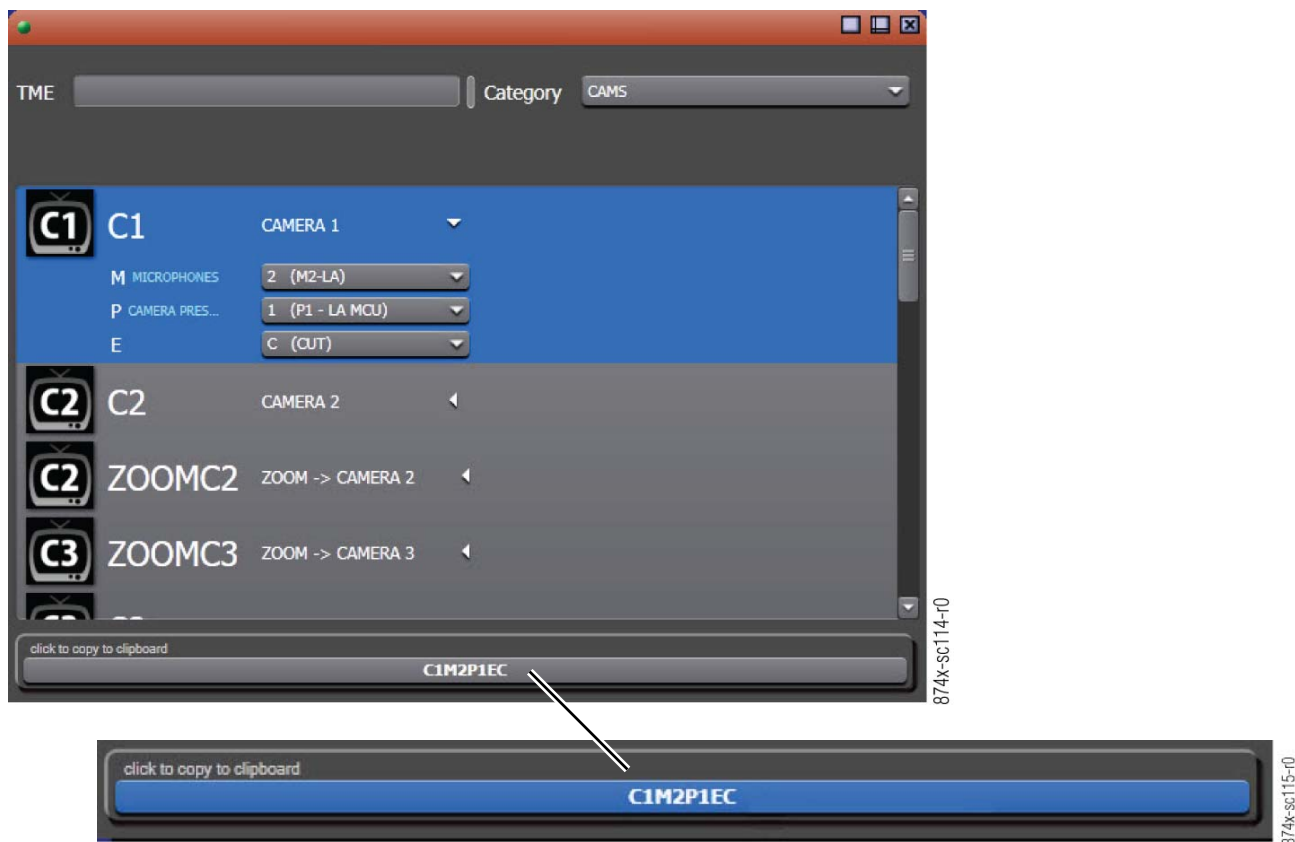 TME Category CAMS
C1 C1 CAMERA 1
M MICROPHONES 2 (M2-LA)
P CAMERA PRES... 1 (P1 - LA MCU)
E C (CUT)
C2 C2 CAMERA 2
C2 ZOOMC2 ZOOM -> CAMERA 2
C3 ZOOMC3 ZOOM -> CAMERA 3
click to copy to clipboard
C1M2P1EC
874x-sc114-r0
click to copy to clipboard
C1M2P1EC
874x-sc115-r0